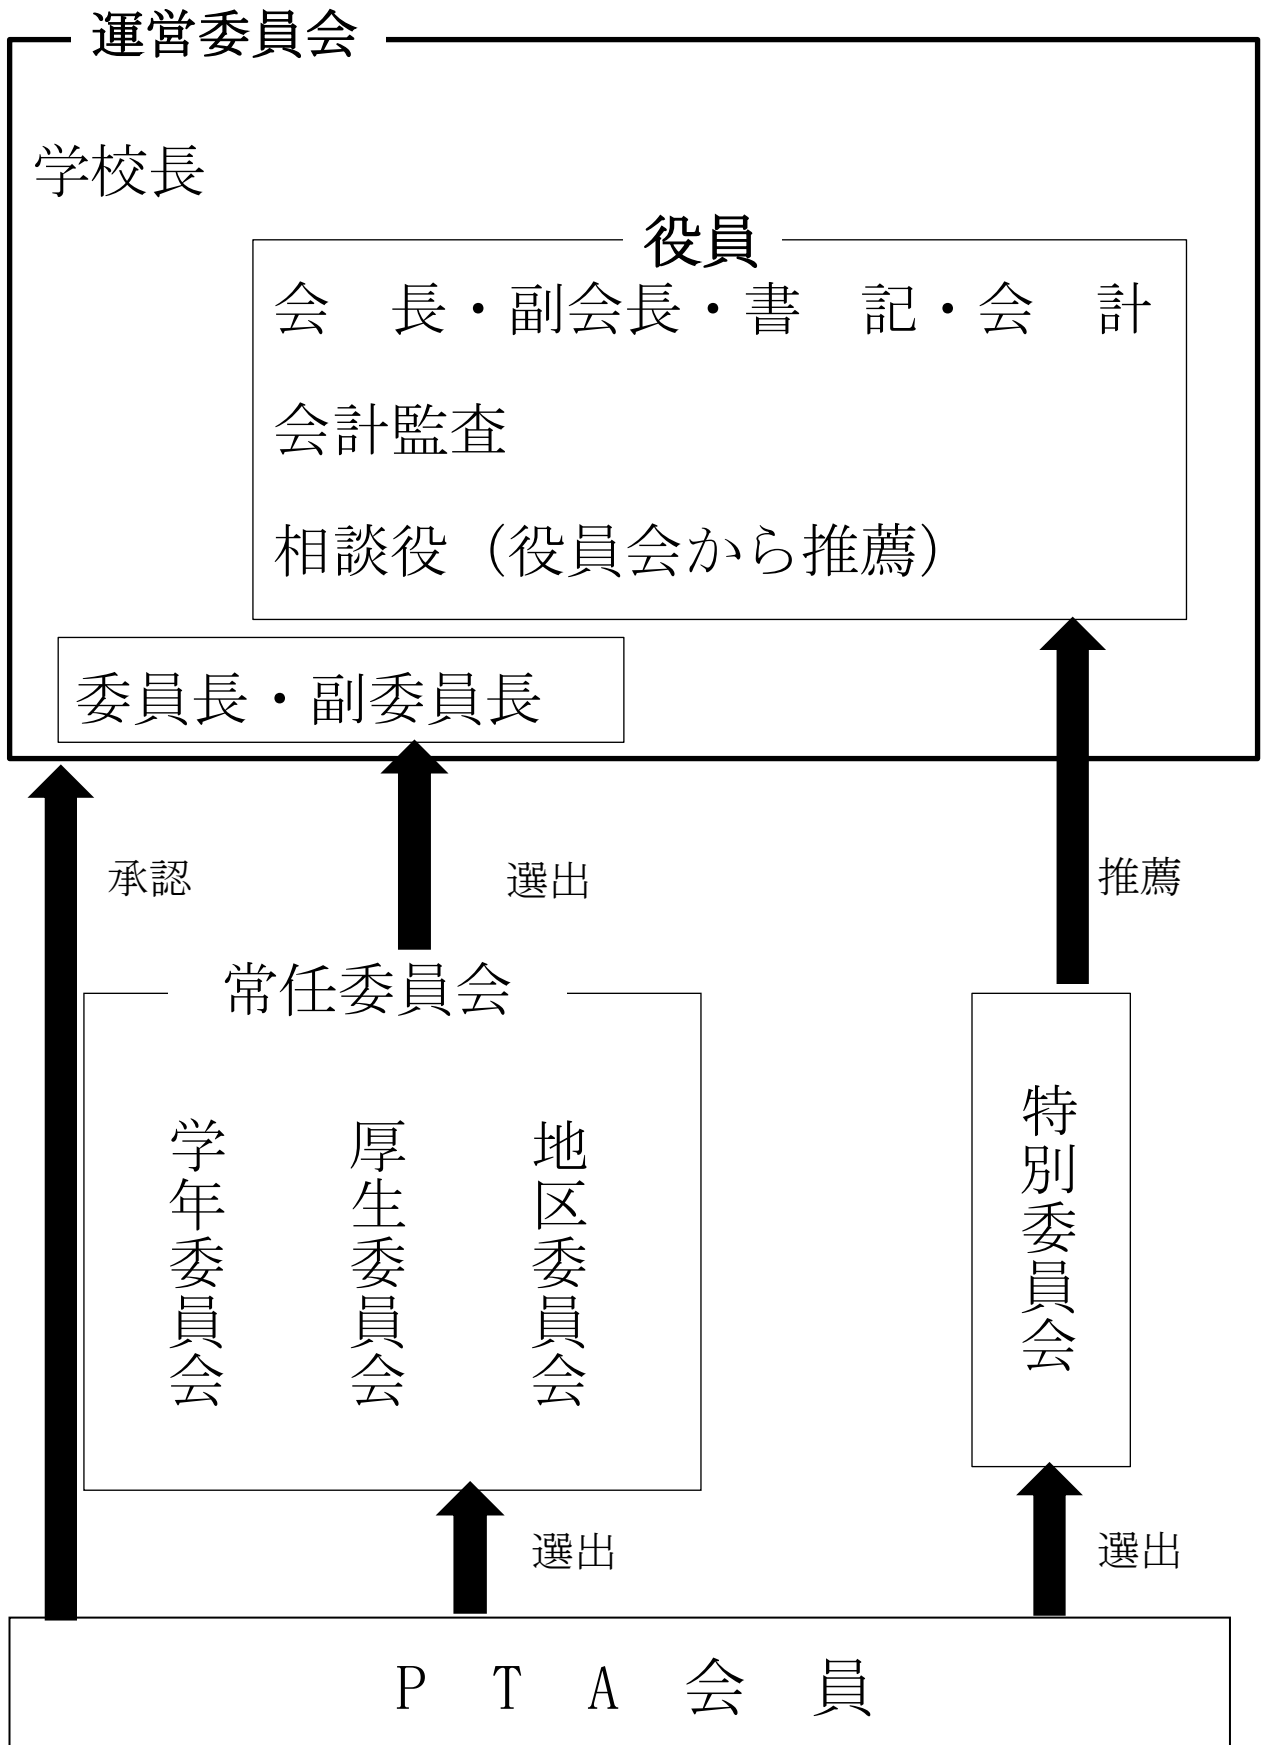 運営委員会
学校長
役員
会　長・副会長・書　記・会　計
会計監査
相談役（役員会から推薦）
委員長・副委員長
承認
選出
推薦
常任委員会
学年委員会
厚生委員会
地区委員会
特別委員会
選出
選出
Ｐ　Ｔ　Ａ　会　員